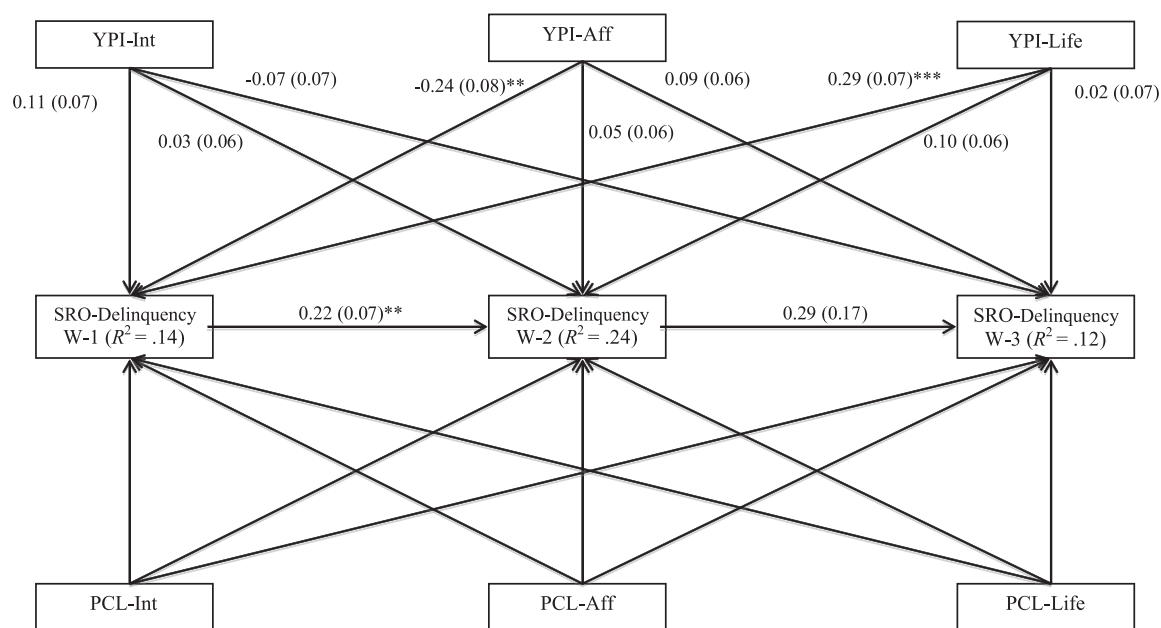 YPI-Int
YPI-Aff
YPI-Life
-0.07 (0.07)
-0.24 (0.08)**
0.09 (0.06)
0.29 (0.07)***
0.11 (0.07)
0.02 (0.07)
0.03 (0.06)
0.05 (0.06)
0.10 (0.06)
SRO-Delinquency
W-1 (R² = .14)
0.22 (0.07)**
SRO-Delinquency
W-2 (R² = .24)
0.29 (0.17)
SRO-Delinquency
W-3 (R² = .12)
PCL-Int
PCL-Aff
PCL-Life